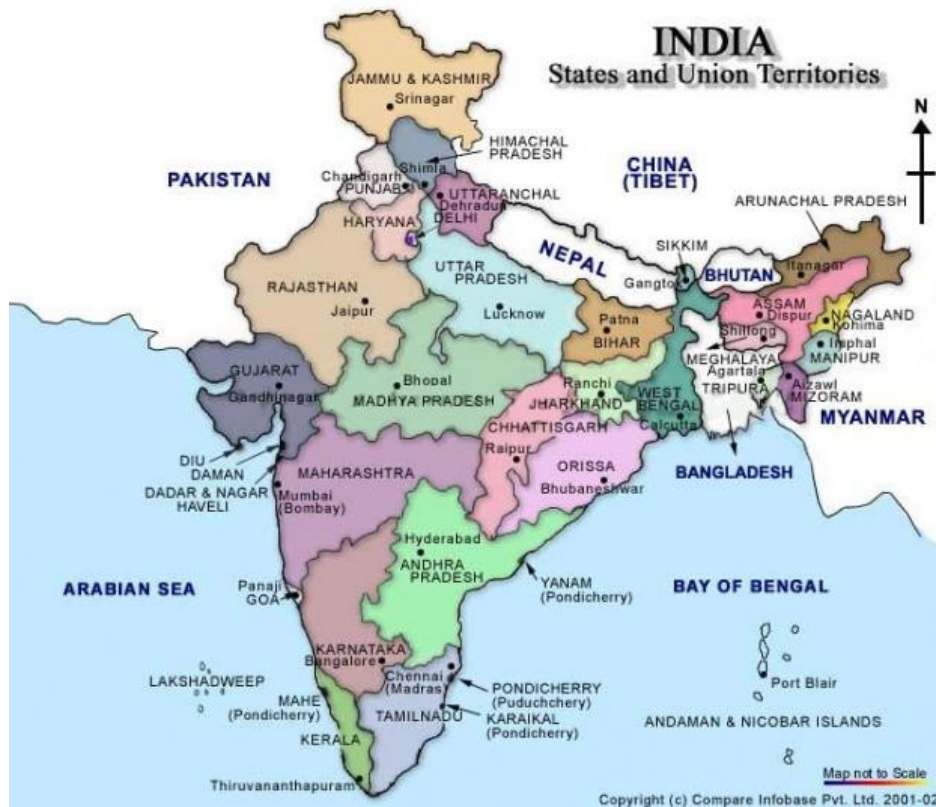 INDIA
States and Union Territories
N
JAMMU & KASHMIR
Srinagar
HIMACHAL
PRADESH
Shimla
CHINA
(TIBET)
PAKISTAN
Chandigarh
PUNJAB
UTTARANCHAL
Dehradun
DELHI
HARYANA
ARUNACHAL PRADESH
SIKKIM
NEPAL
BHUTAN
Itanagar
Gangtok
UTTAR
PRADESH
RAJASTHAN
Jaipur
Lucknow
Patna
BIHAR
ASSAM
Dispur
NAGALAND
Kohima
Shillong
Imphal
MANIPUR
MEGHALAYA
Agartala
TRIPURA
Aizawl
MIZORAM
MYANMAR
GUJARAT
Gandhinagar
Bhopal
MADHYA PRADESH
Ranchi
JHARKHAND
WEST
BENGAL
Calcutta
CHHATTISGARH
Raipur
ORISSA
Bhubaneshwar
BANGLADESH
DIU
DAMAN
DADAR & NAGAR
HAVELI
MAHARASHTRA
Mumbai
(Bombay)
Hyderabad
ANDHRA
PRADESH
YANAM
(Pondicherry)
ARABIAN SEA
BAY OF BENGAL
Panaji
GOA
KARNATAKA
Bangalore
Chennai
(Madras)
PONDICHERRY
(Puduchchery)
LAKSHADWEEP
MAHE
(Pondicherry)
TAMILNADU
KARAIKAL
(Pondicherry)
KERALA
Thiruvananthapuram
Port Blair
ANDAMAN & NICOBAR ISLANDS
Map not to Scale
Copyright (c) Compare Infobase Pvt. Ltd. 2001-02